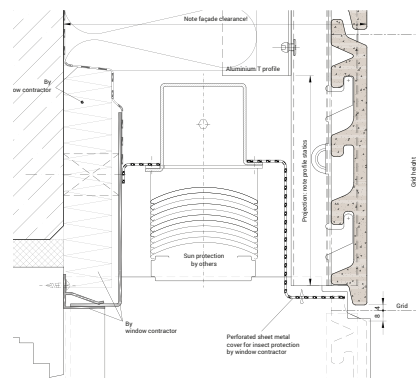 Note façade clearance!
Aluminium T profile
By
ow contractor
Projection: note profile statics
Grid height
Sun protection
by others
Grid
A
B
By
window contractor
Perforated sheet metal
cover for insect protection
by window contractor